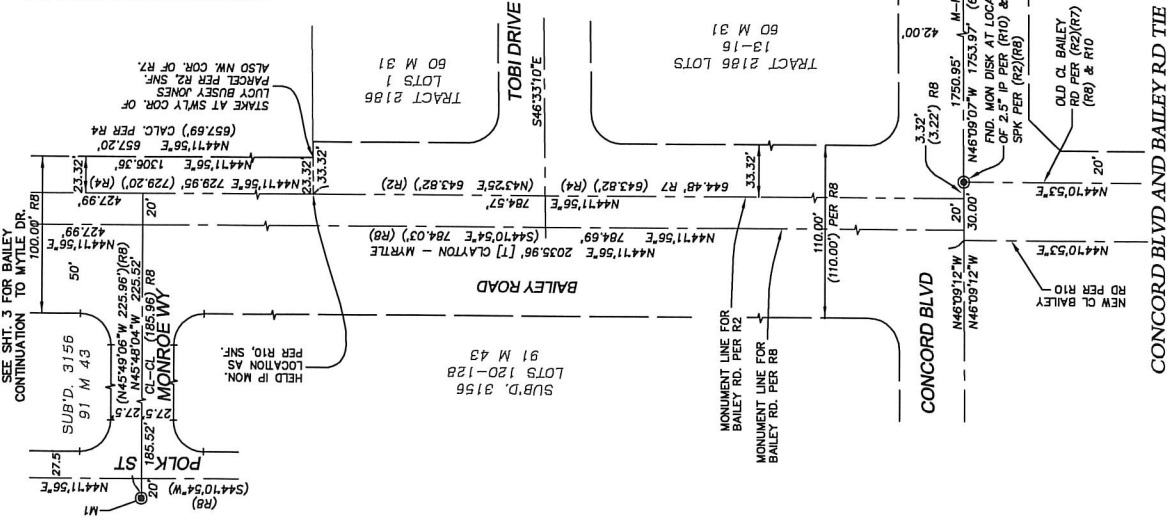 SEE SHT. 3 FOR BAILEY
CONTINUATION TO MYTLE DR.
100.00' R8
50'
23.32'
SUB'D. 3156
91 M 43
27.5
N44°11'56"E
(S44°10'54"W)
(R8)
M1
POLK ST
20'
185.52'
27.5'
27.5'
(N45°49'06"W 225.96')(R8)
N45°48'04"W 225.52'
CL-CL (185.96) R8
MONROE WY
20'
N44°11'56"E
427.99'
427.99'
N44°11'56"E 729.95' (729.20') (R4)
N44°11'56"E 1306.36'
N44°11'56"E 657.20'
(657.69') CALC. PER R4
STAKE AT SWLY COR. OF
LUCY BUSEY JONES
PARCEL PER R2, SNF.
ALSO NW. COR. OF R7.
23.32'
33.32'
HELD IP MON.
LOCATION AS
PER R10, SNF.
TRACT 2186
LOTS 1
60 M 31
TOBI DRIVE
S46°33'10"E
TRACT 2186 LOTS
13-16
60 M 31
(N43°25'E 643.82') (R2)
784.57'
N44°11'56"E
(643.82') (R4)
644.48' R7
33.32'
N44°11'56"E 2035.96' [T] CLAYTON - MYRTLE
(S44°10'54"E 784.03') (R8)
N44°11'56"E 784.69'
BAILEY ROAD
SUB'D. 3156
LOTS 120-128
91 M 43
MONUMENT LINE FOR
BAILEY RD. PER R2
MONUMENT LINE FOR
BAILEY RD. PER R8
110.00'
(110.00') PER R8
CONCORD BLVD
42.00'
3.32'
(3.22') R8
20'
30.00'
N46°09'12"W
N46°09'12"W
N46°09'07"W 1750.95' M-
1753.97'
FND. MON DISK AT LOCA
OF 2.5" IP PER (R10) &
SPK PER (R2)(R8)
N44°10'53"E
N44°10'53"E
20'
OLD CL BAILEY
RD PER (R2)(R7)
(R8) & R10
NEW CL BAILEY
RD PER R10
CONCORD BLVD AND BAILEY RD TIE